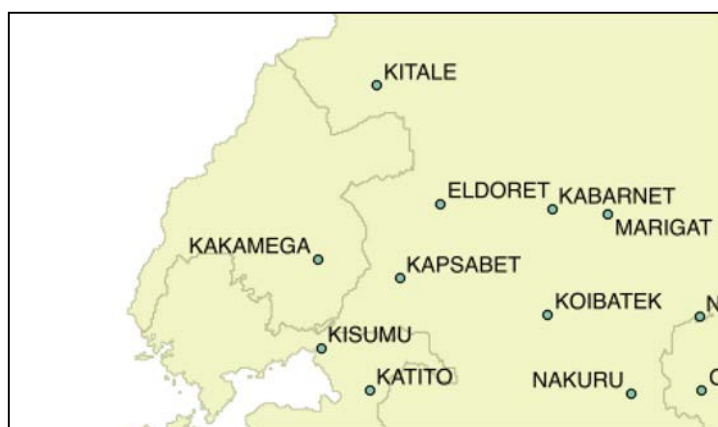 KITALE
ELDORET
KABARNET
MARIGAT
KAKAMEGA
KAPSABET
KOIBATEK
N
KISUMU
KATITO
NAKURU